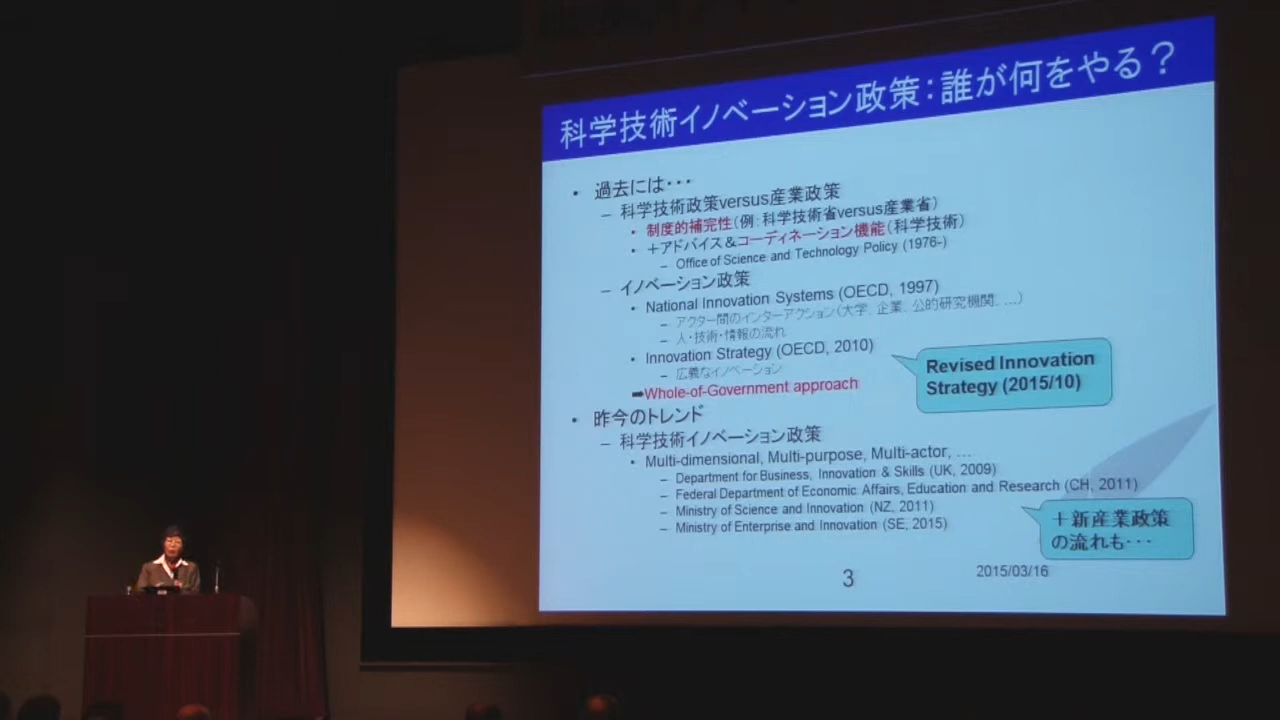 科学技術イノベーション政策：誰が何をやる？
• 過去には・・・
– 科学技術政策versus産業政策
• 制度的補完性（例：科学技術省versus産業省）
• ＋アドバイス＆コーディネーション機能（科学技術）
– Office of Science and Technology Policy (1976-)
– イノベーション政策
• National Innovation Systems (OECD, 1997)
– アクター間のインターアクション（大学、企業、公的研究機関、…）
– 人・技術・情報の流れ
• Innovation Strategy (OECD, 2010)
– 広義なイノベーション
➡Whole-of-Government approach
Revised Innovation
Strategy (2015/10)
• 昨今のトレンド
– 科学技術イノベーション政策
• Multi-dimensional, Multi-purpose, Multi-actor, …
– Department for Business, Innovation & Skills (UK, 2009)
– Federal Department of Economic Affairs, Education and Research (CH, 2011)
– Ministry of Science and Innovation (NZ, 2011)
– Ministry of Enterprise and Innovation (SE, 2015)
＋新産業政策
の流れも・・・
3
2015/03/16